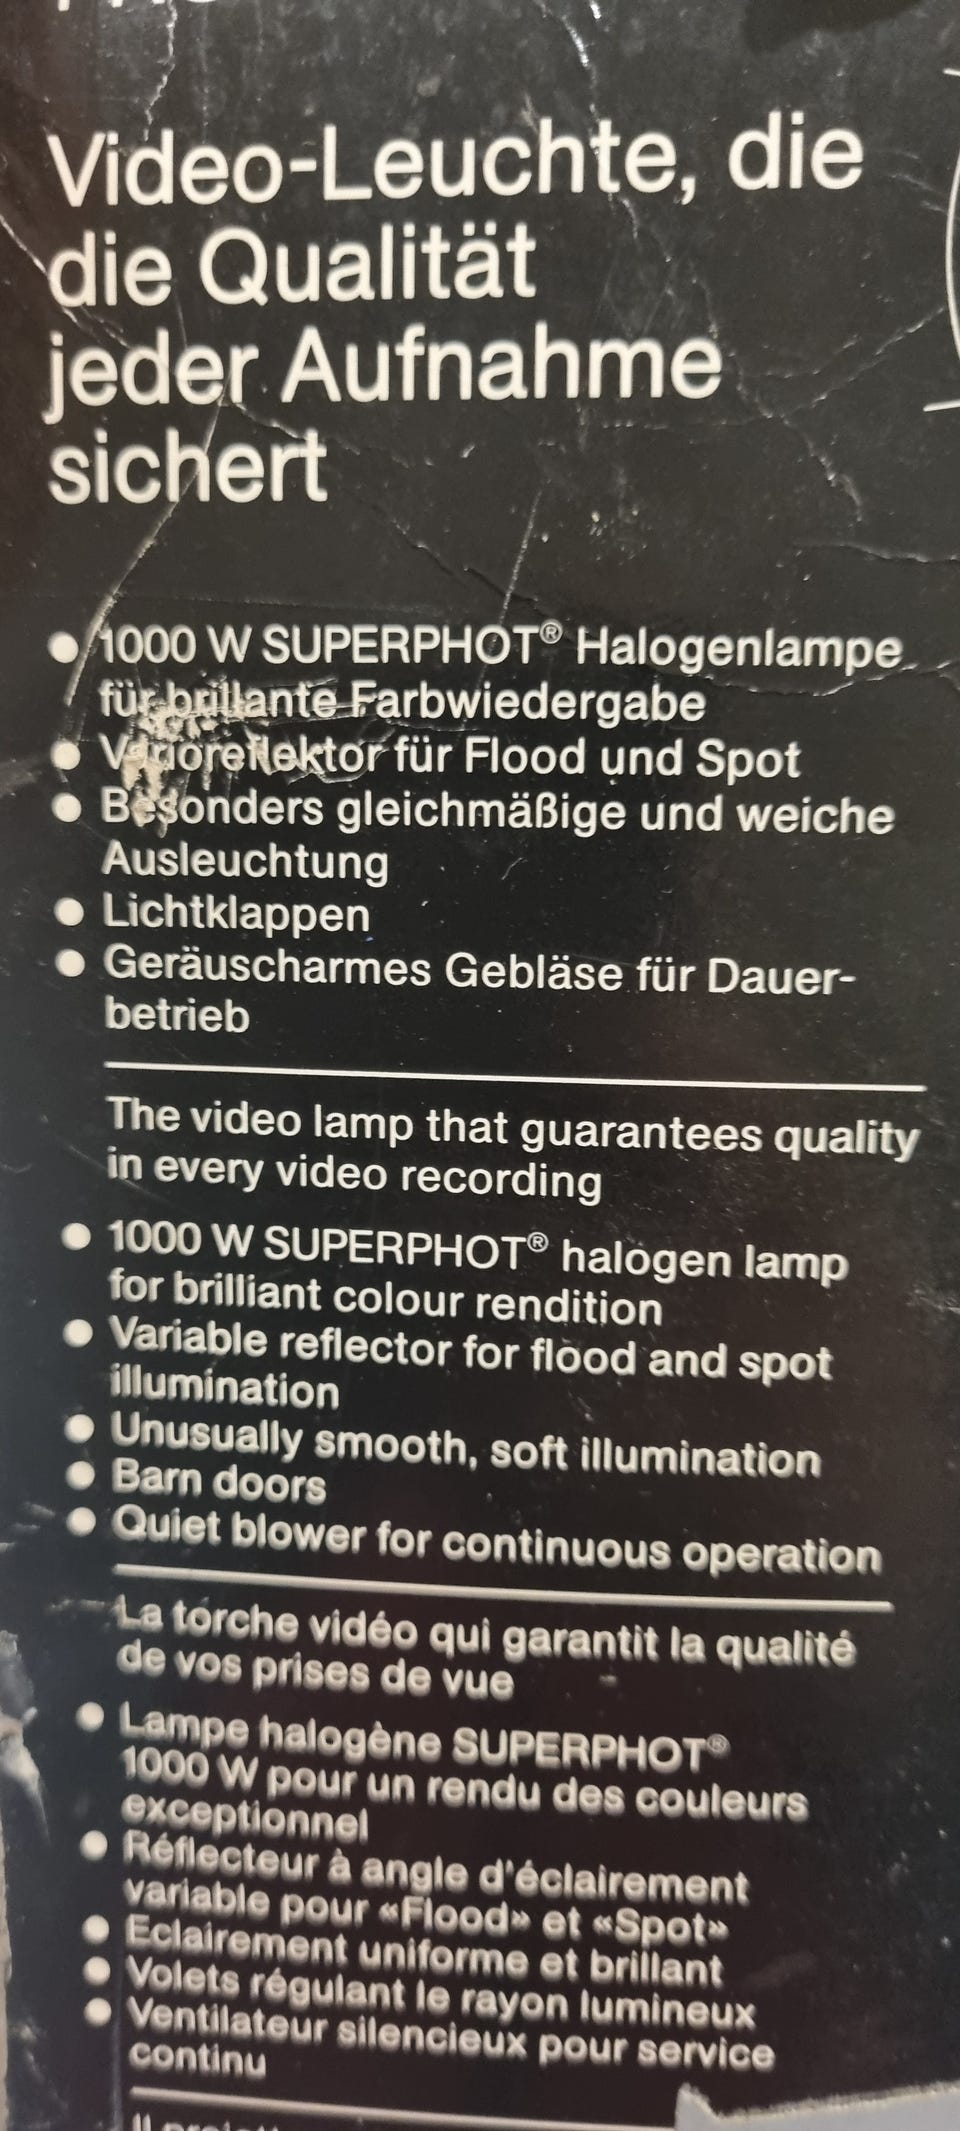 Video-Leuchte, die
die Qualität
jeder Aufnahme
sichert
● 1000 W SUPERPHOT® Halogenlampe
für brillante Farbwiedergabe
● Varioreflektor für Flood und Spot
● Besonders gleichmäßige und weiche
Ausleuchtung
● Lichtklappen
● Geräuscharmes Gebläse für Dauer-
betrieb
The video lamp that guarantees quality
in every video recording
● 1000 W SUPERPHOT® halogen lamp
for brilliant colour rendition
● Variable reflector for flood and spot
illumination
● Unusually smooth, soft illumination
● Barn doors
● Quiet blower for continuous operation
La torche vidéo qui garantit la qualité
de vos prises de vue
● Lampe halogène SUPERPHOT®
1000 W pour un rendu des couleurs
exceptionnel
● Réflecteur à angle d'éclairement
variable pour «Flood» et «Spot»
● Eclairement uniforme et brillant
● Volets régulant le rayon lumineux
● Ventilateur silencieux pour service
continu
Il